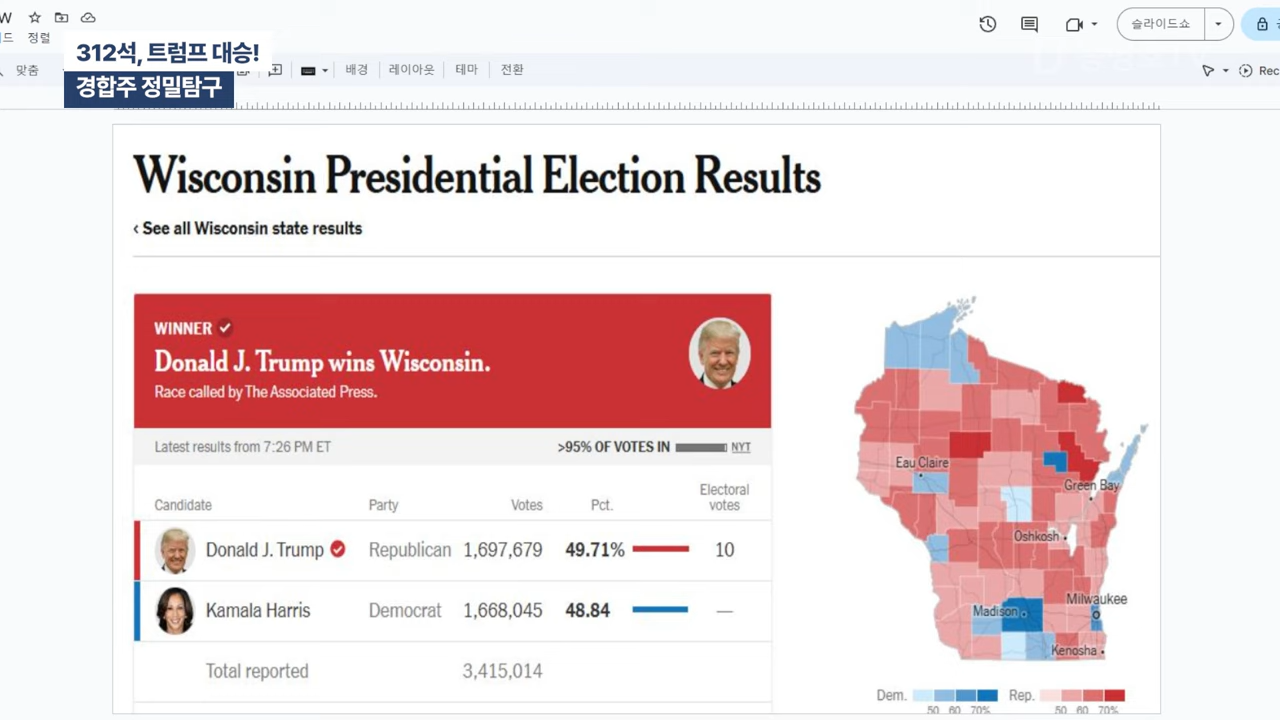 W
슬라이드쇼
드 정렬
312석, 트럼프 대승!
경합주 정밀탐구
맞춤
배경 레이아웃 테마 전환
Rec
Wisconsin Presidential Election Results
‹ See all Wisconsin state results
WINNER
Donald J. Trump wins Wisconsin.
Race called by The Associated Press.
Latest results from 7:26 PM ET >95% OF VOTES IN NYT
Candidate Party Votes Pct. Electoral votes
Donald J. Trump Republican 1,697,679 49.71% 10
Kamala Harris Democrat 1,668,045 48.84 —
Total reported 3,415,014
Eau Claire
Green Bay
Oshkosh
Milwaukee
Madison
Kenosha
Dem. Rep.
50 60 70% 50 60 70%